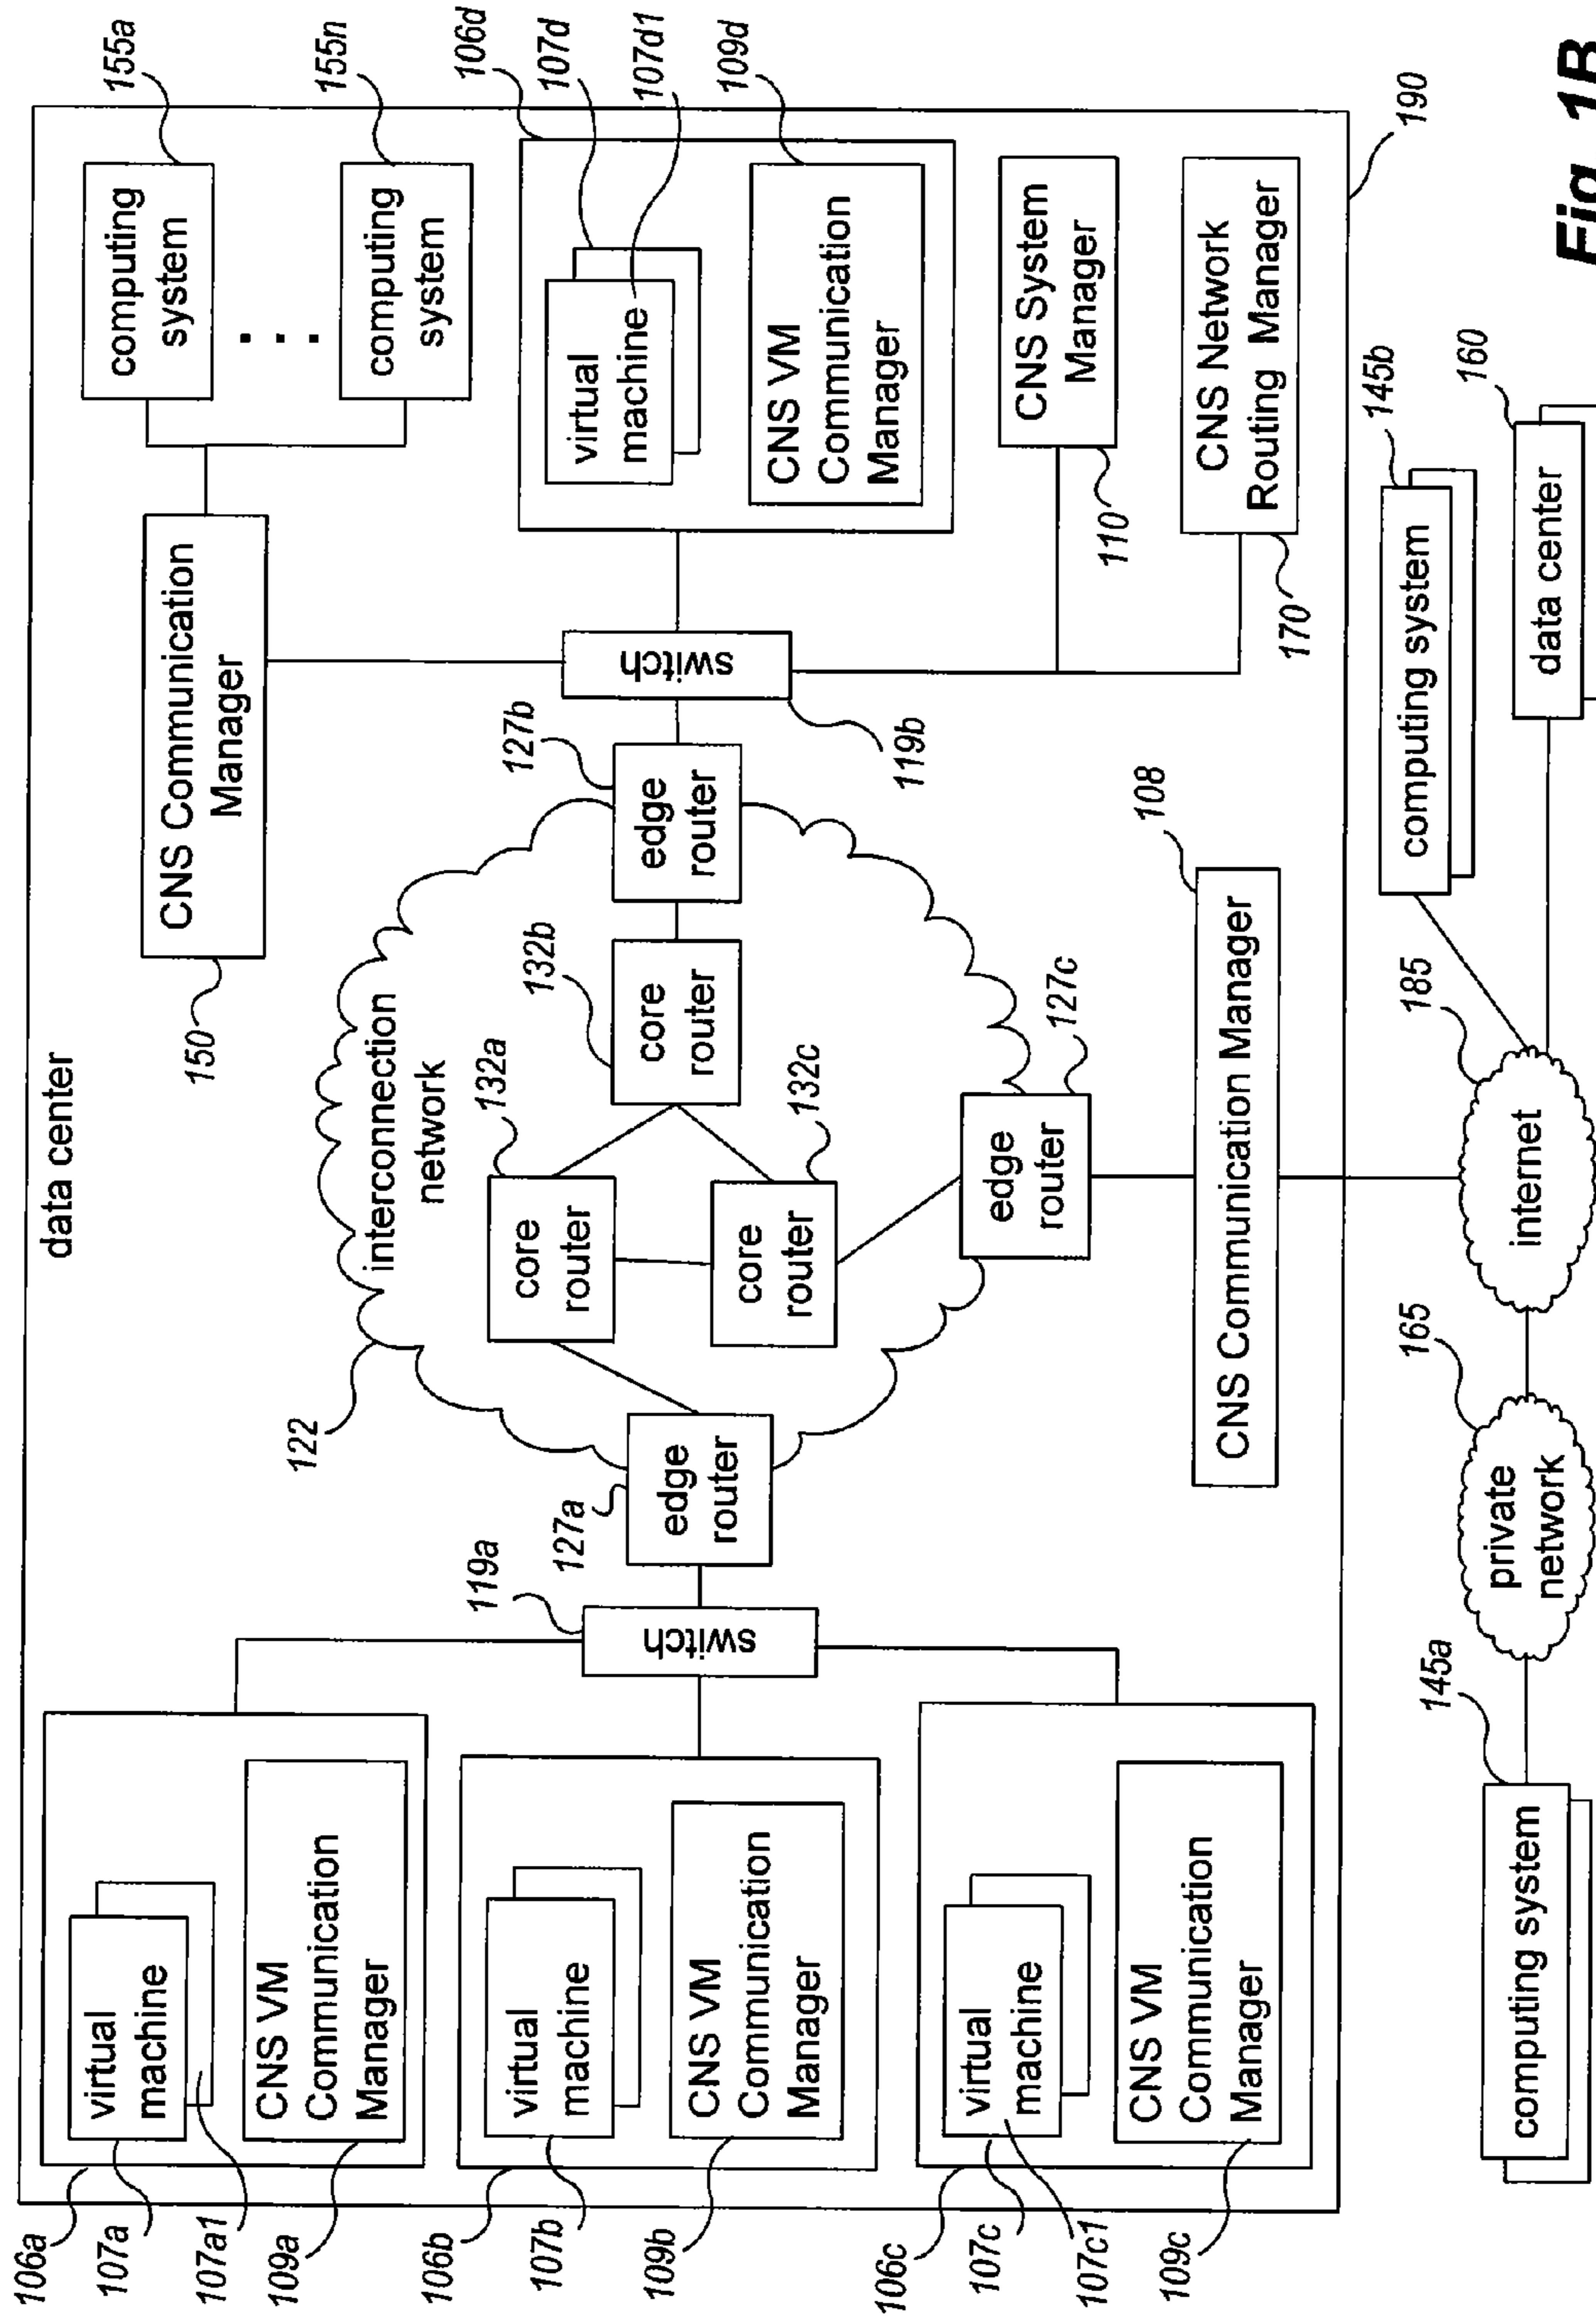 data center
106a
107a
107a1
109a
virtual
machine
CNS VM
Communication
Manager
106b
107b
109b
virtual
machine
CNS VM
Communication
Manager
106c
107c
107c1
109c
virtual
machine
CNS VM
Communication
Manager
119a
switch
127a
edge
router
122
interconnection
network
132a
core
router
132b
core
router
132c
core
router
127b
edge
router
127c
edge
router
119b
switch
150
CNS Communication
Manager
155a
computing
system
155n
computing
system
106d
107d
107d1
109d
virtual
machine
CNS VM
Communication
Manager
110
CNS System
Manager
170
CNS Network
Routing Manager
190
108
CNS Communication Manager
145a
computing system
165
private
network
185
internet
145b
computing system
160
data center
Fig. 1B